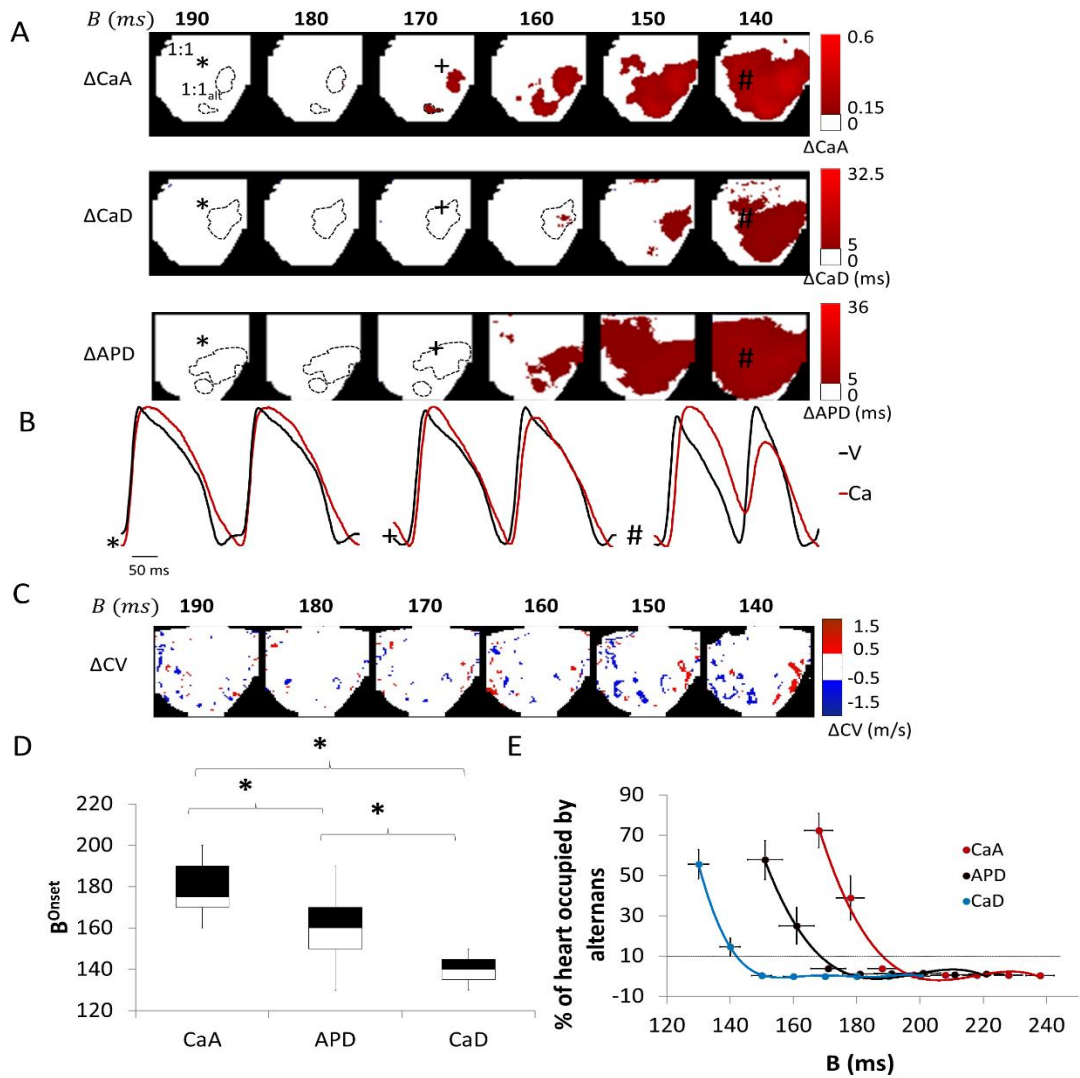 A
B (ms) 190 180 170 160 150 140
ΔCaA
1:1
*
1:1alt
+
#
0.6
0.15
0
ΔCaA
ΔCaD
*
+
#
32.5
5
0
ΔCaD (ms)
ΔAPD
*
+
#
36
5
0
ΔAPD (ms)
B
*
+
#
V
Ca
50 ms
C
B (ms) 190 180 170 160 150 140
ΔCV
1.5
0.5
-0.5
-1.5
ΔCV (m/s)
D
*
*
*
220
200
180
160
140
120
B^Onset
CaA APD CaD
E
% of heart occupied by
alternans
90
70
50
30
10
-10
CaA
APD
CaD
120 140 160 180 200 220 240
B (ms)